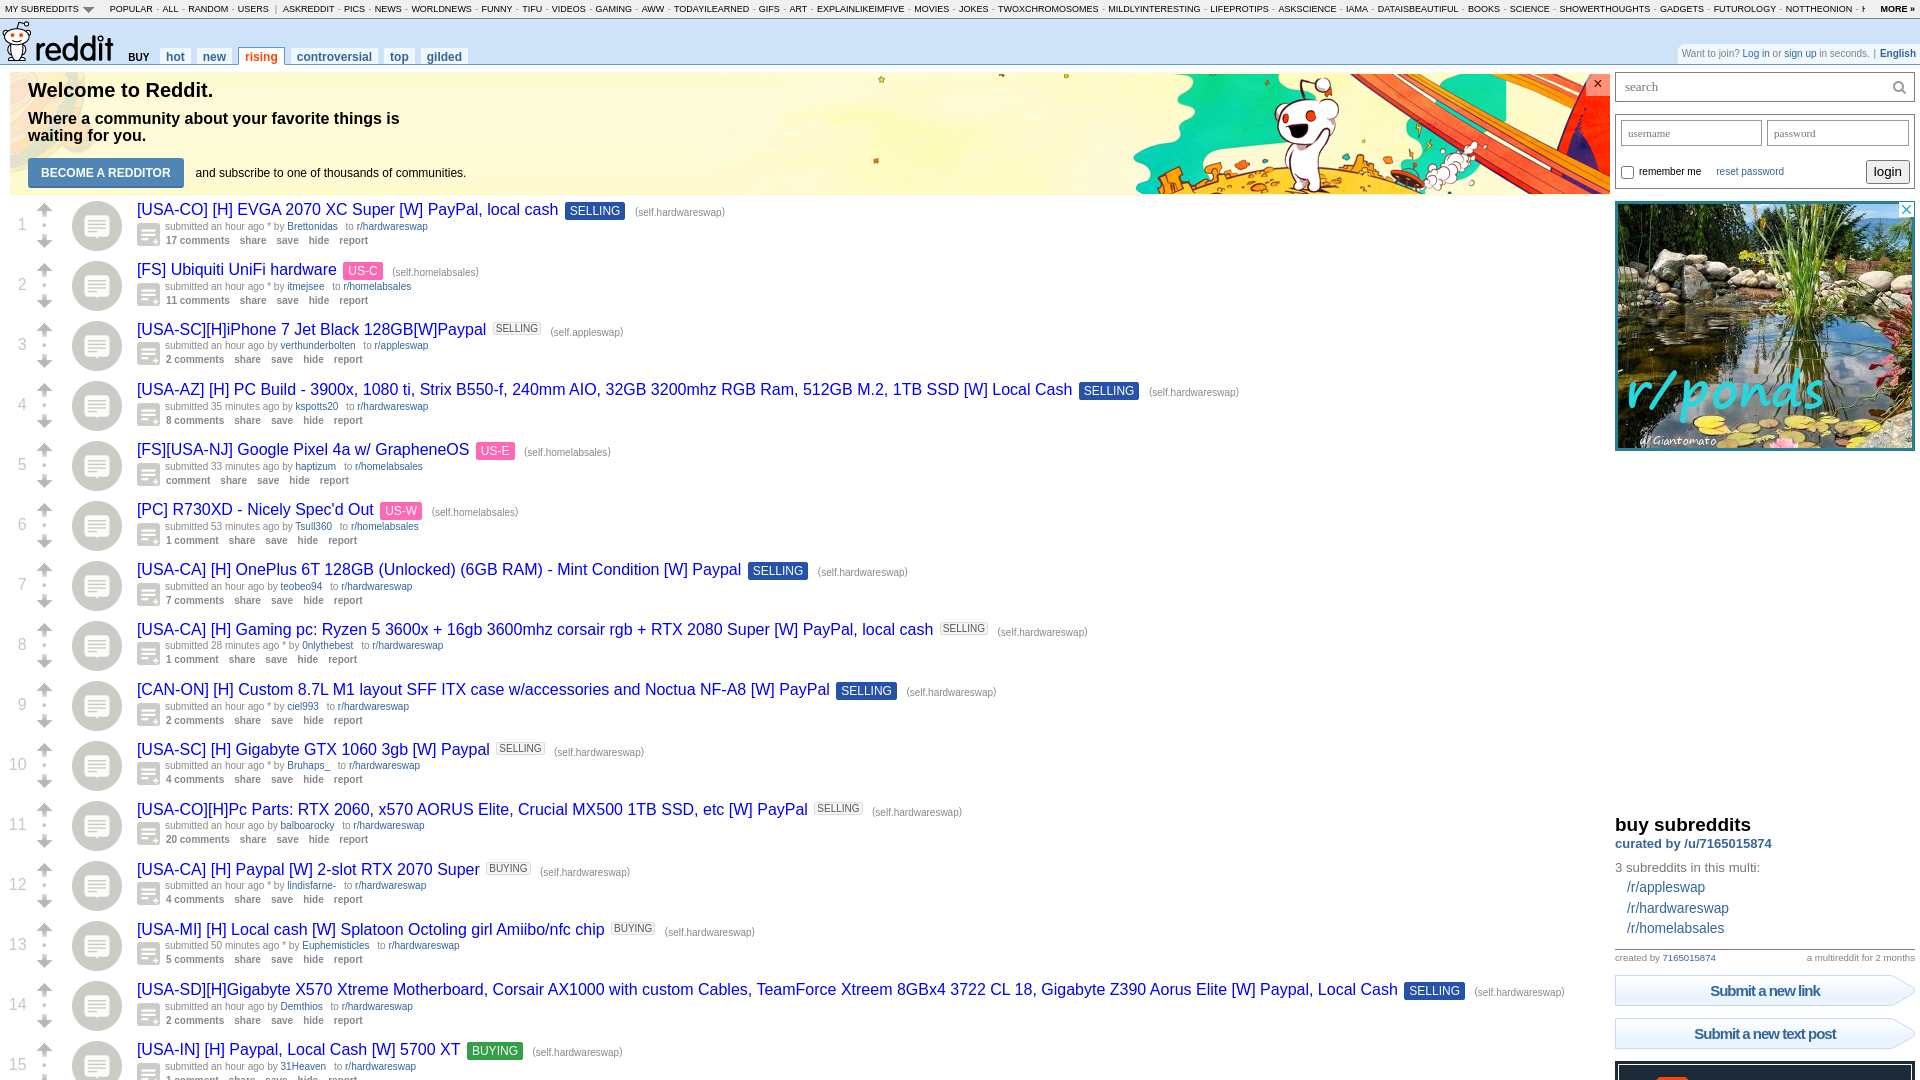 MY SUBREDDITS POPULAR - ALL - RANDOM - USERS | ASKREDDIT - PICS - NEWS - WORLDNEWS - FUNNY - TIFU - VIDEOS - GAMING - AWW - TODAYILEARNED - GIFS - ART - EXPLAINLIKEIMFIVE - MOVIES - JOKES - TWOXCHROMOSOMES - MILDLYINTERESTING - LIFEPROTIPS - ASKSCIENCE - IAMA - DATAISBEAUTIFUL - BOOKS - SCIENCE - SHOWERTHOUGHTS - GADGETS - FUTUROLOGY - NOTTHEONION - MORE »
reddit BUY hot new rising controversial top gilded
Want to join? Log in or sign up in seconds. | English
Welcome to Reddit.
Where a community about your favorite things is
waiting for you.
BECOME A REDDITOR and subscribe to one of thousands of communities.
×
1
[USA-CO] [H] EVGA 2070 XC Super [W] PayPal, local cash SELLING (self.hardwareswap)
submitted an hour ago * by Brettonidas to r/hardwareswap
17 comments share save hide report
2
[FS] Ubiquiti UniFi hardware US-C (self.homelabsales)
submitted an hour ago * by itmejsee to r/homelabsales
11 comments share save hide report
3
[USA-SC][H]iPhone 7 Jet Black 128GB[W]Paypal SELLING (self.appleswap)
submitted an hour ago by verthunderbolten to r/appleswap
2 comments share save hide report
4
[USA-AZ] [H] PC Build - 3900x, 1080 ti, Strix B550-f, 240mm AIO, 32GB 3200mhz RGB Ram, 512GB M.2, 1TB SSD [W] Local Cash SELLING (self.hardwareswap)
submitted 35 minutes ago by kspotts20 to r/hardwareswap
8 comments share save hide report
5
[FS][USA-NJ] Google Pixel 4a w/ GrapheneOS US-E (self.homelabsales)
submitted 33 minutes ago by haptizum to r/homelabsales
comment share save hide report
6
[PC] R730XD - Nicely Spec'd Out US-W (self.homelabsales)
submitted 53 minutes ago by Tsull360 to r/homelabsales
1 comment share save hide report
7
[USA-CA] [H] OnePlus 6T 128GB (Unlocked) (6GB RAM) - Mint Condition [W] Paypal SELLING (self.hardwareswap)
submitted an hour ago by teobeo94 to r/hardwareswap
7 comments share save hide report
8
[USA-CA] [H] Gaming pc: Ryzen 5 3600x + 16gb 3600mhz corsair rgb + RTX 2080 Super [W] PayPal, local cash SELLING (self.hardwareswap)
submitted 28 minutes ago * by 0nlythebest to r/hardwareswap
1 comment share save hide report
9
[CAN-ON] [H] Custom 8.7L M1 layout SFF ITX case w/accessories and Noctua NF-A8 [W] PayPal SELLING (self.hardwareswap)
submitted an hour ago * by ciel993 to r/hardwareswap
2 comments share save hide report
10
[USA-SC] [H] Gigabyte GTX 1060 3gb [W] Paypal SELLING (self.hardwareswap)
submitted an hour ago * by Bruhaps_ to r/hardwareswap
4 comments share save hide report
11
[USA-CO][H]Pc Parts: RTX 2060, x570 AORUS Elite, Crucial MX500 1TB SSD, etc [W] PayPal SELLING (self.hardwareswap)
submitted an hour ago by balboarocky to r/hardwareswap
20 comments share save hide report
12
[USA-CA] [H] Paypal [W] 2-slot RTX 2070 Super BUYING (self.hardwareswap)
submitted an hour ago * by lindisfarne- to r/hardwareswap
4 comments share save hide report
13
[USA-MI] [H] Local cash [W] Splatoon Octoling girl Amiibo/nfc chip BUYING (self.hardwareswap)
submitted 50 minutes ago * by Euphemisticles to r/hardwareswap
5 comments share save hide report
14
[USA-SD][H]Gigabyte X570 Xtreme Motherboard, Corsair AX1000 with custom Cables, TeamForce Xtreem 8GBx4 3722 CL 18, Gigabyte Z390 Aorus Elite [W] Paypal, Local Cash SELLING (self.hardwareswap)
submitted an hour ago by Demthios to r/hardwareswap
2 comments share save hide report
15
[USA-IN] [H] Paypal, Local Cash [W] 5700 XT BUYING (self.hardwareswap)
submitted an hour ago by 31Heaven to r/hardwareswap
1 comment share save hide report
search
username password
remember me reset password login
r/ponds
u/Giantomato
buy subreddits
curated by /u/7165015874
3 subreddits in this multi:
/r/appleswap
/r/hardwareswap
/r/homelabsales
created by 7165015874 a multireddit for 2 months
Submit a new link
Submit a new text post